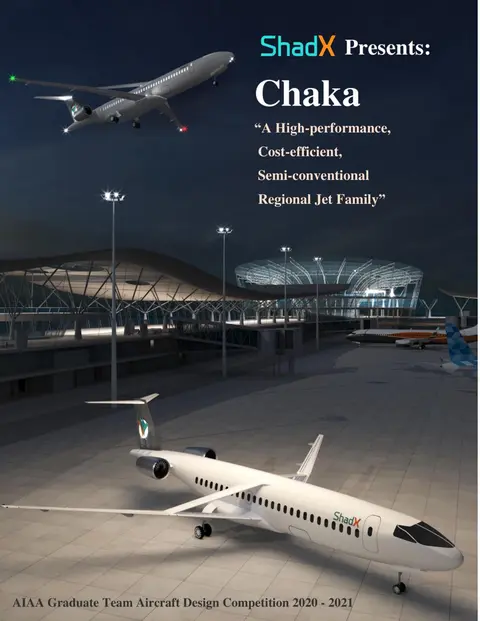 ShadX Presents:
Chaka
“A High-performance,
Cost-efficient,
Semi-conventional
Regional Jet Family”
ShadX
AIAA Graduate Team Aircraft Design Competition 2020 - 2021